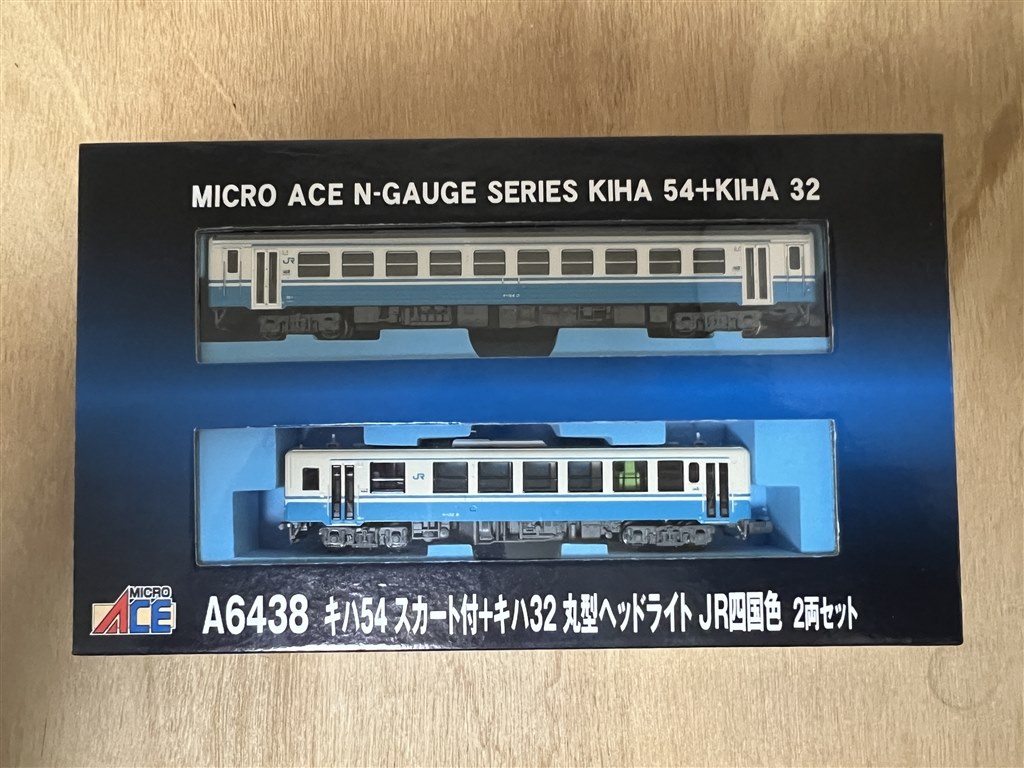 MICRO ACE N-GAUGE SERIES KIHA 54+KIHA 32
JR
JR
MICRO
ACE
A6438 キハ54 スカート付+キハ32 丸型ヘッドライト JR四国色 2両セット